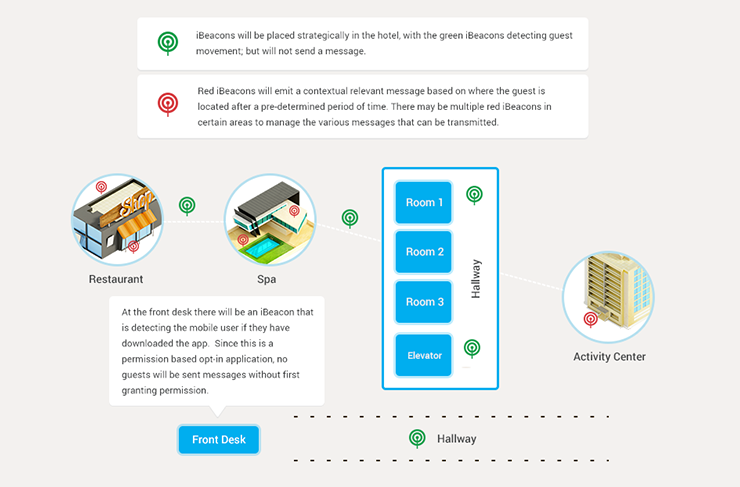 iBeacons will be placed strategically in the hotel, with the green iBeacons detecting guest
movement; but will not send a message.
Red iBeacons will emit a contextual relevant message based on where the guest is
located after a pre-determined period of time. There may be multiple red iBeacons in
certain areas to manage the various messages that can be transmitted.
Shop
Restaurant
Spa
Room 1
Room 2
Room 3
Elevator
Hallway
Activity Center
At the front desk there will be an iBeacon that
is detecting the mobile user if they have
downloaded the app. Since this is a
permission based opt-in application, no
guests will be sent messages without first
granting permission.
Front Desk
Hallway